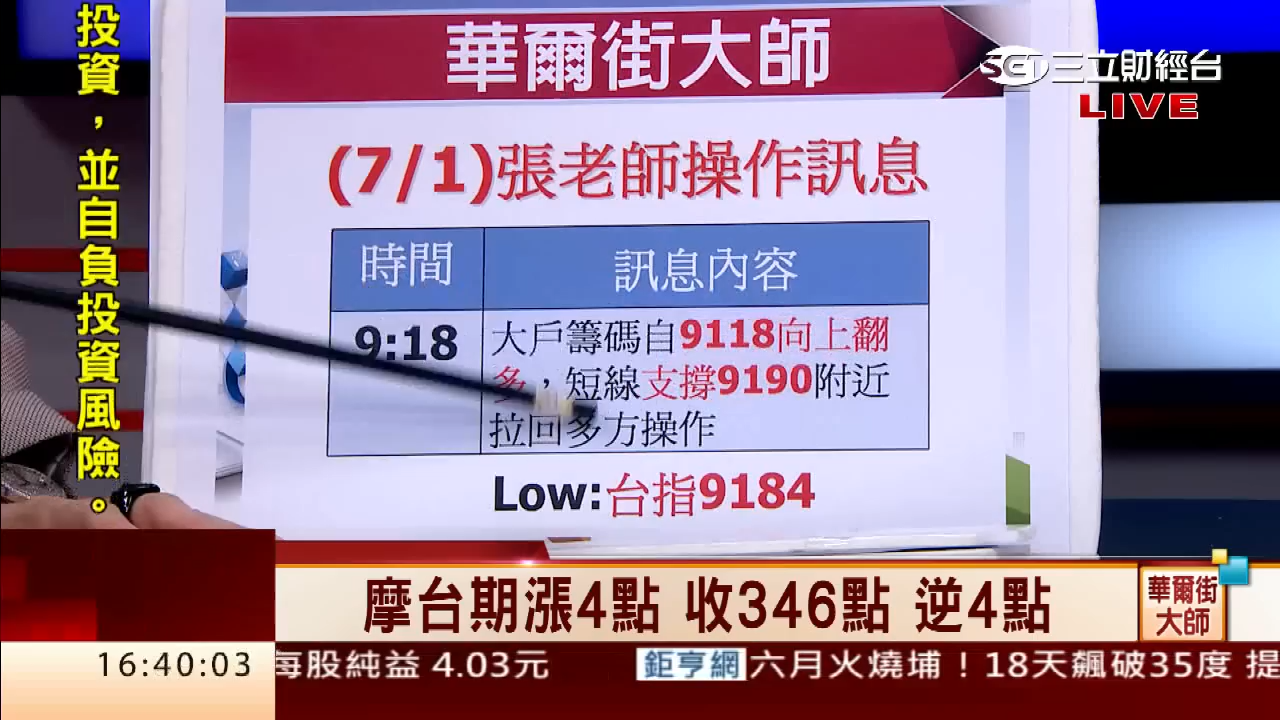 投資，並自負投資風險。
華爾街大師
SET三立財經台
LIVE
(7/1)張老師操作訊息
時間
訊息內容
9:18
大戶籌碼自9118向上翻
多，短線支撐9190附近
拉回多方操作
Low:台指9184
摩台期漲4點 收346點 逆4點
華爾街
大師
16:40:03
每股純益 4.03元
鉅亨網 六月火燒埔！18天飆破35度 提